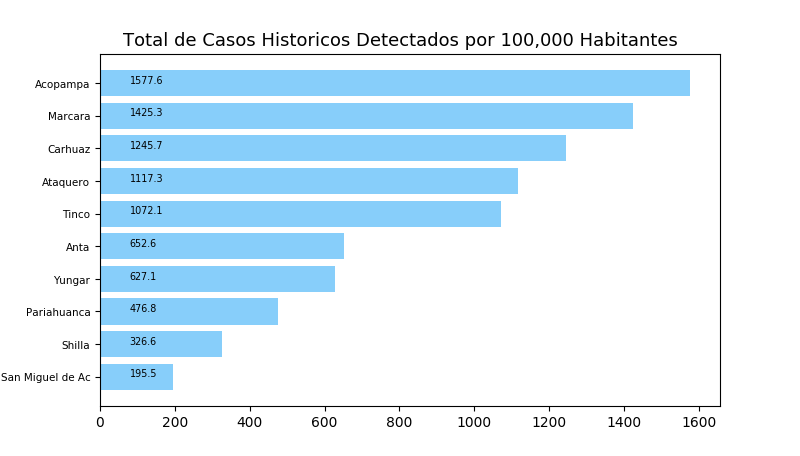 Total de Casos Historicos Detectados por 100,000 Habitantes
Acopampa 1577.6
Marcara 1425.3
Carhuaz 1245.7
Ataquero 1117.3
Tinco 1072.1
Anta 652.6
Yungar 627.1
Pariahuanca 476.8
Shilla 326.6
San Miguel de Ac 195.5
0 200 400 600 800 1000 1200 1400 1600